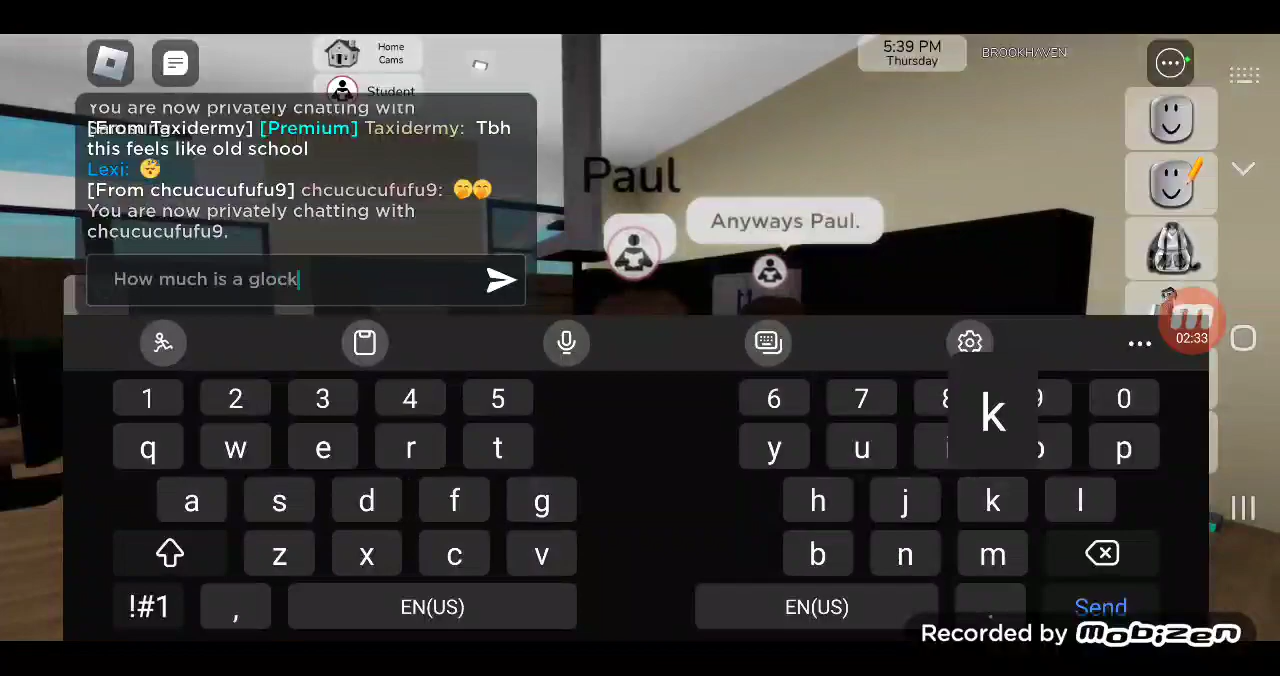 Home
Cams
5:39 PM
Thursday
BROOKHAVEN
Student
You are now privately chatting with
[From Taxidermy] [Premium] Taxidermy: Tbh
this feels like old school
Lexi: 😴
[From chcucucufufu9] chcucucufufu9: 🤭🤭
You are now privately chatting with
chcucucufufu9.
Paul
Anyways Paul.
How much is a glock
02:33
1 2 3 4 5 6 7 8 9 0
k
q w e r t y u i o p
a s d f g h j k l
z x c v b n m
!#1 , EN(US) EN(US) . Send
Recorded by mobizen